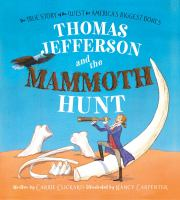 The TRUE STORY of the QUEST for AMERICA'S BIGGEST BONES
THOMAS
JEFFERSON
and the
MAMMOTH
HUNT
Written by CARRIE CLICKARD Illustrated by NANCY CARPENTER